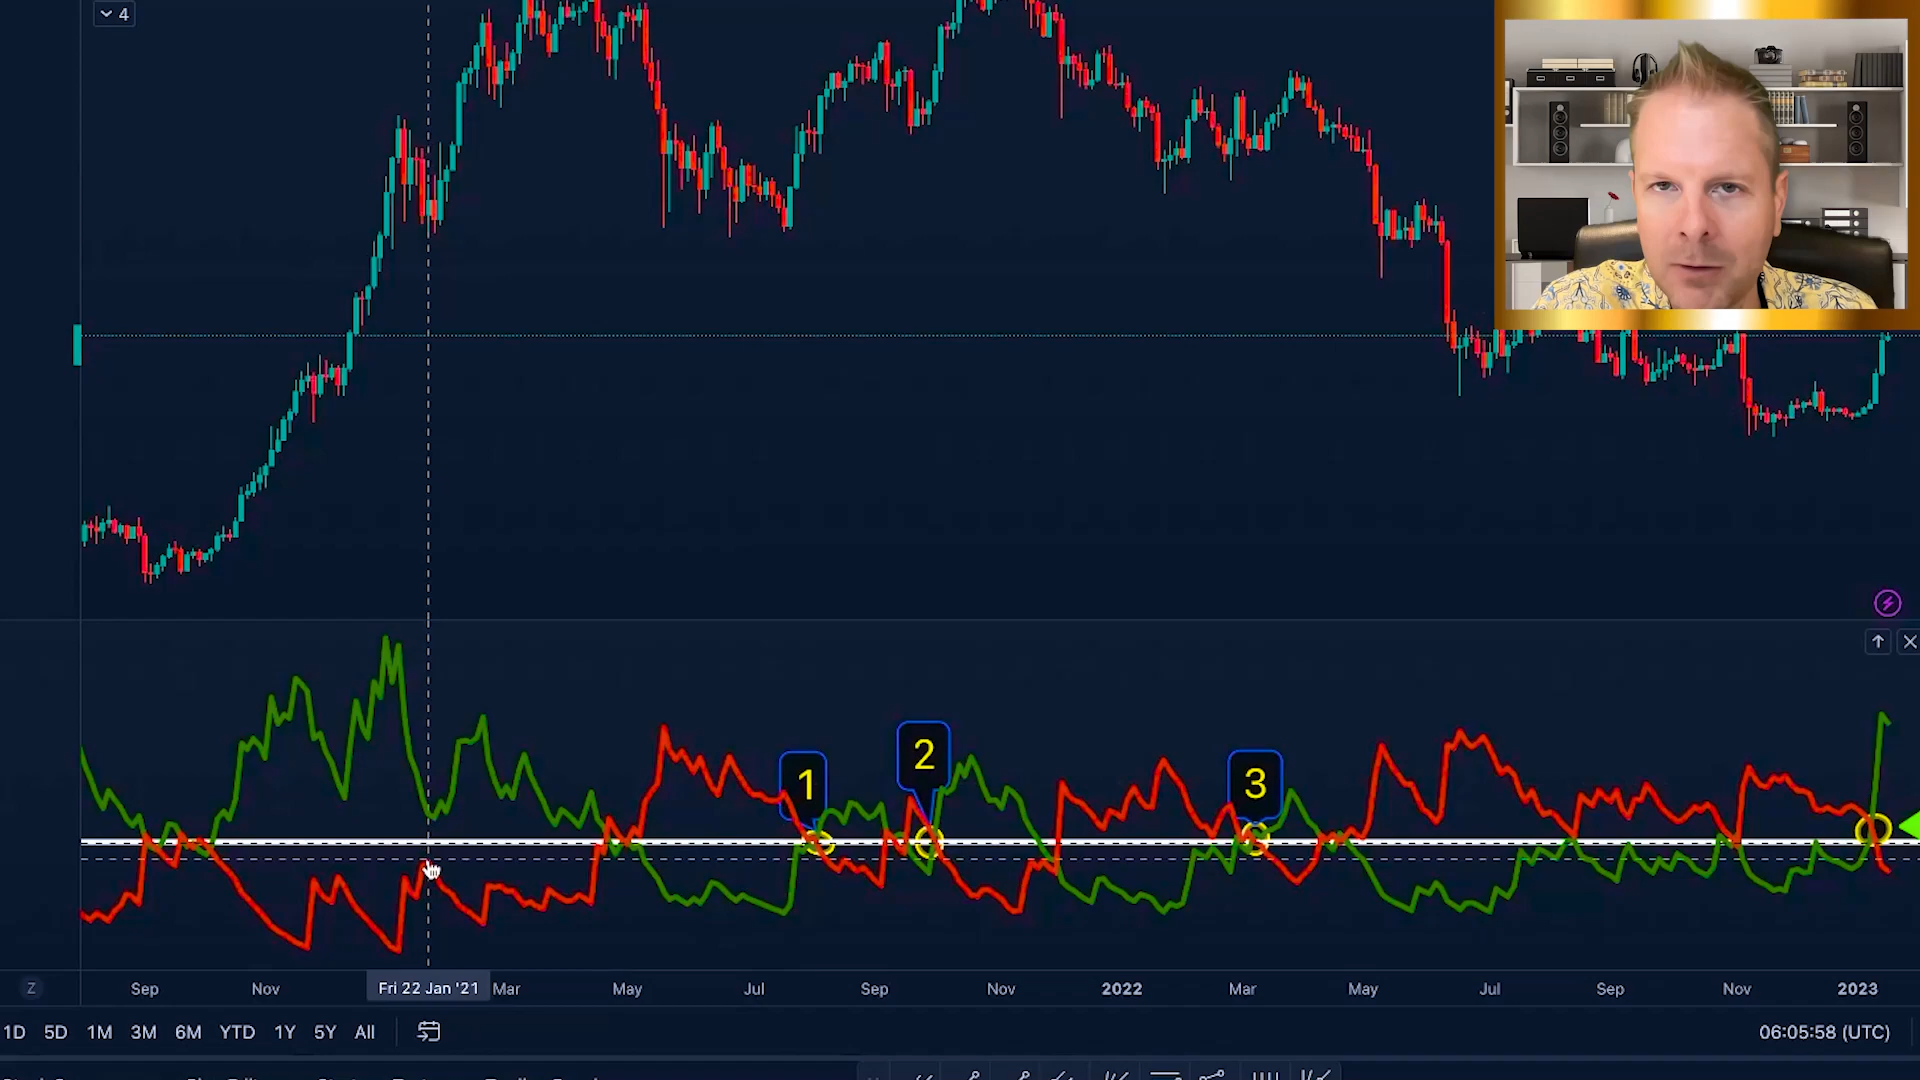 4
1
2
3
Sep Nov Fri 22 Jan '21 Mar May Jul Sep Nov 2022 Mar May Jul Sep Nov 2023
Z
1D 5D 1M 3M 6M YTD 1Y 5Y All
06:05:58 (UTC)